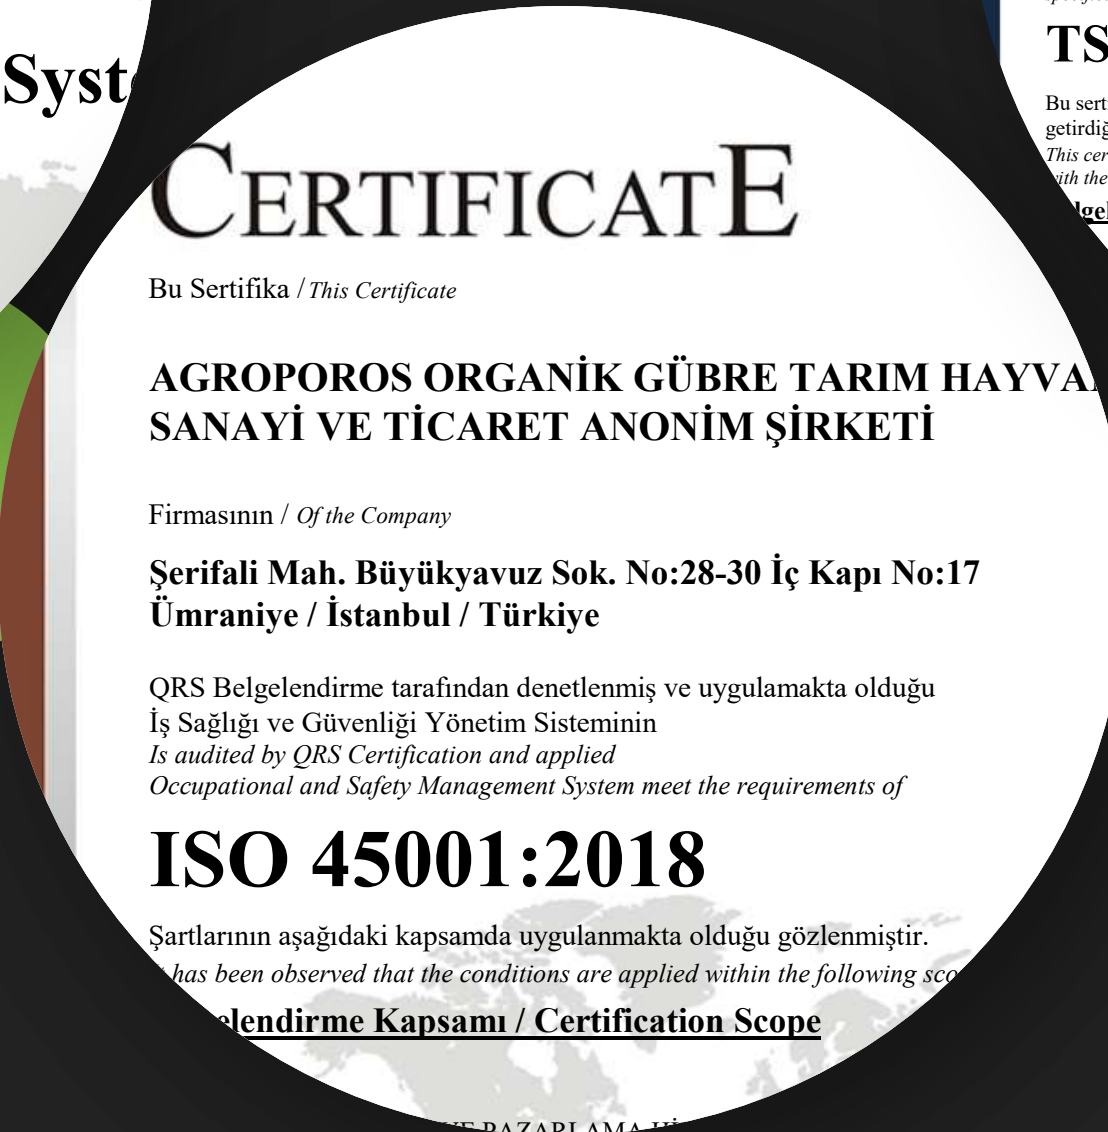 CERTIFICATE
Bu Sertifika / This Certificate
AGROPOROS ORGANİK GÜBRE TARIM
SANAYİ VE TİCARET ANONİM ŞİRKETİ
Firmasının / Of the Company
Şerifali Mah. Büyükyavuz Sok. No:28-30 İç Kapı No:17
Ümraniye / İstanbul / Türkiye
QRS Belgelendirme tarafından denetlenmiş ve uygulamakta olduğu
İş Sağlığı ve Güvenliği Yönetim Sisteminin
Is audited by QRS Certification and applied
Occupational and Safety Management System meet the requirements of
ISO 45001:2018
Şartlarının aşağıdaki kapsamda uygulanmakta olduğu gözlenmiştir.
has been observed that the conditions are applied within the following
Kapsamı / Certification Scope
Bu
This
with the